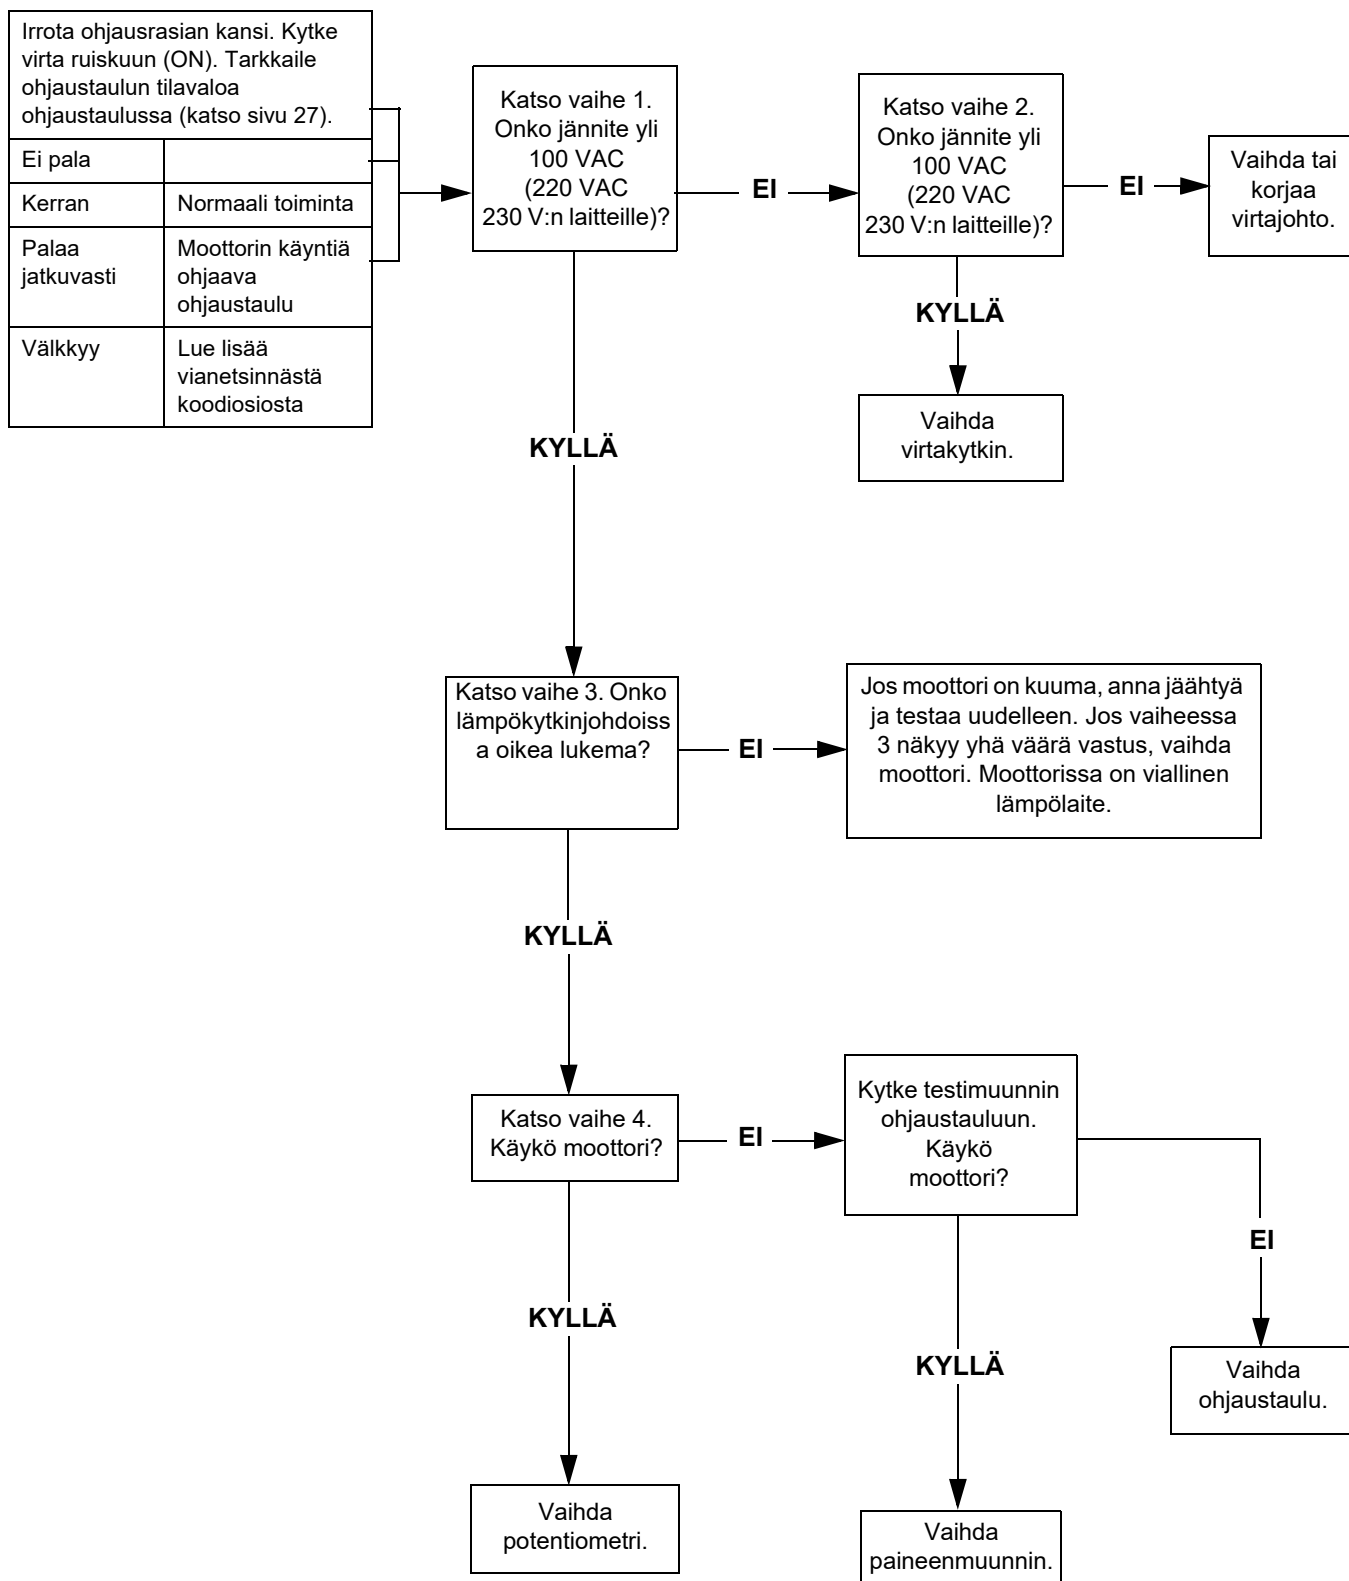 Irrota ohjausrasian kansi. Kytke
virta ruiskuun (ON). Tarkkaile
ohjaustaulun tilavaloa
ohjaustaulussa (katso sivu 27).
Ei pala
Kerran
Normaali toiminta
Palaa
jatkuvasti
Moottorin käyntiä
ohjaava
ohjaustaulu
Välkkyy
Lue lisää
vianetsinnästä
koodiosiosta
Katso vaihe 1.
Onko jännite yli
100 VAC
(220 VAC
230 V:n laitteille)?
EI
Katso vaihe 2.
Onko jännite yli
100 VAC
(220 VAC
230 V:n laitteille)?
EI
Vaihda tai
korjaa
virtajohto.
KYLLÄ
Vaihda
virtakytkin.
KYLLÄ
Katso vaihe 3. Onko
lämpökytkinjohdoiss
a oikea lukema?
EI
Jos moottori on kuuma, anna jäähtyä
ja testaa uudelleen. Jos vaiheessa
3 näkyy yhä väärä vastus, vaihda
moottori. Moottorissa on viallinen
lämpölaite.
KYLLÄ
Katso vaihe 4.
Käykö moottori?
EI
Kytke testimuunnin
ohjaustauluun.
Käykö
moottori?
EI
Vaihda
ohjaustaulu.
KYLLÄ
Vaihda
potentiometri.
KYLLÄ
Vaihda
paineenmuunnin.